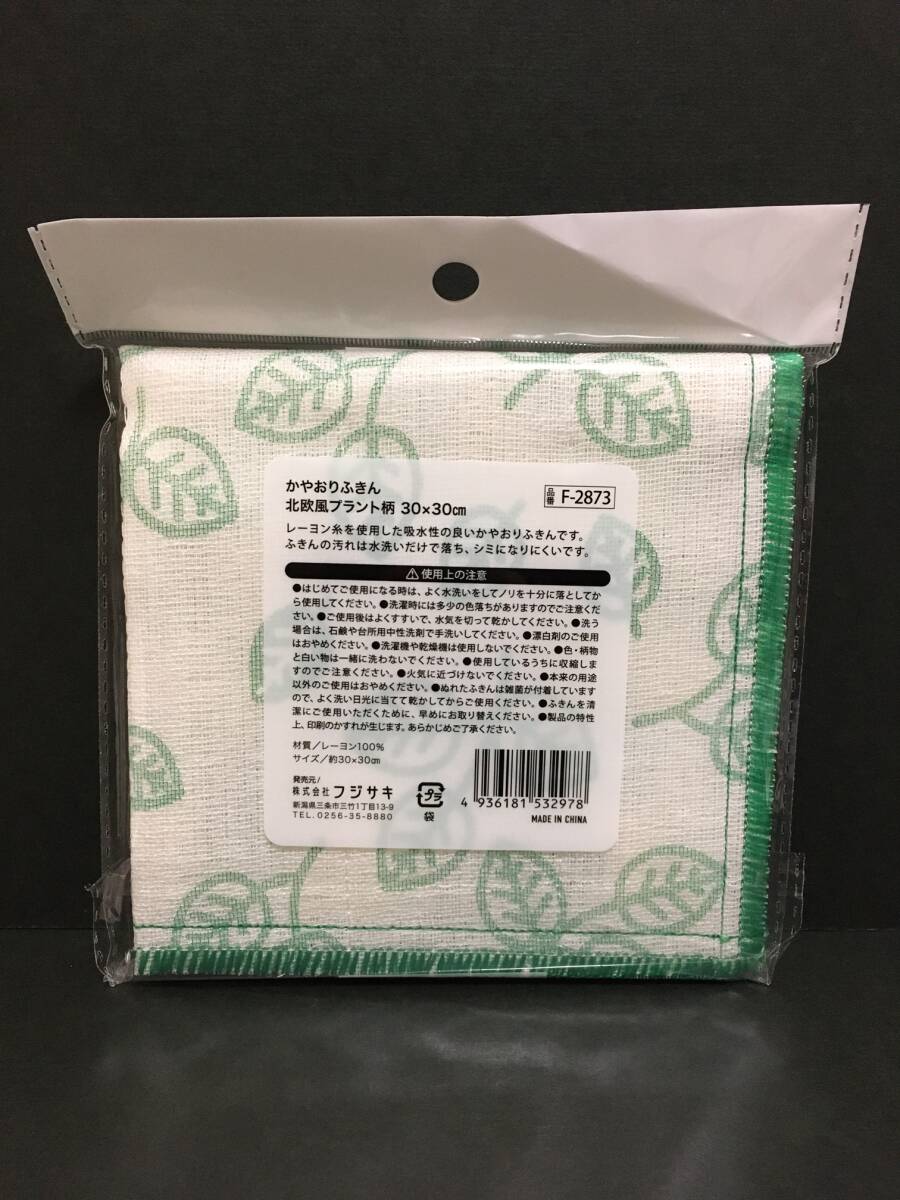 かやおりふきん
北欧風プラント柄 30×30㎝
品番 F-2873
レーヨン糸を使用した吸水性の良いかやおりふきんです。
ふきんの汚れは水洗いだけで落ち、シミになりにくいです。
⚠使用上の注意
●はじめてご使用になる時は、よく水洗いをしてノリを十分に落としてか
ら使用してください。●洗濯時には多少の色落ちがありますのでご注意くだ
さい。●ご使用後はよくすすいで、水気を切って乾かしてください。●洗う
場合は、石鹸や台所用中性洗剤で手洗いしてください。●漂白剤のご使用
はおやめください。●洗濯機や乾燥機は使用しないでください。●色・柄物
と白い物は一緒に洗わないでください。●使用しているうちに収縮しま
すのでご注意ください。●火気に近づけないでください。●本来の用途
以外のご使用はおやめください。●ぬれたふきんは雑菌が付着しています
ので、よく洗い日光に当てて乾かしてからご使用ください。●ふきんを清
潔にご使用いただくために、早めにお取り替えください。●製品の特性
上、印刷のかすれが生じます。あらかじめご了承ください。
材質/レーヨン100%
サイズ/約30×30㎝
発売元/
株式会社 フジサキ
新潟県三条市三竹1丁目13-9
TEL.0256-35-8880
プラ
袋
4 936181 532978
MADE IN CHINA